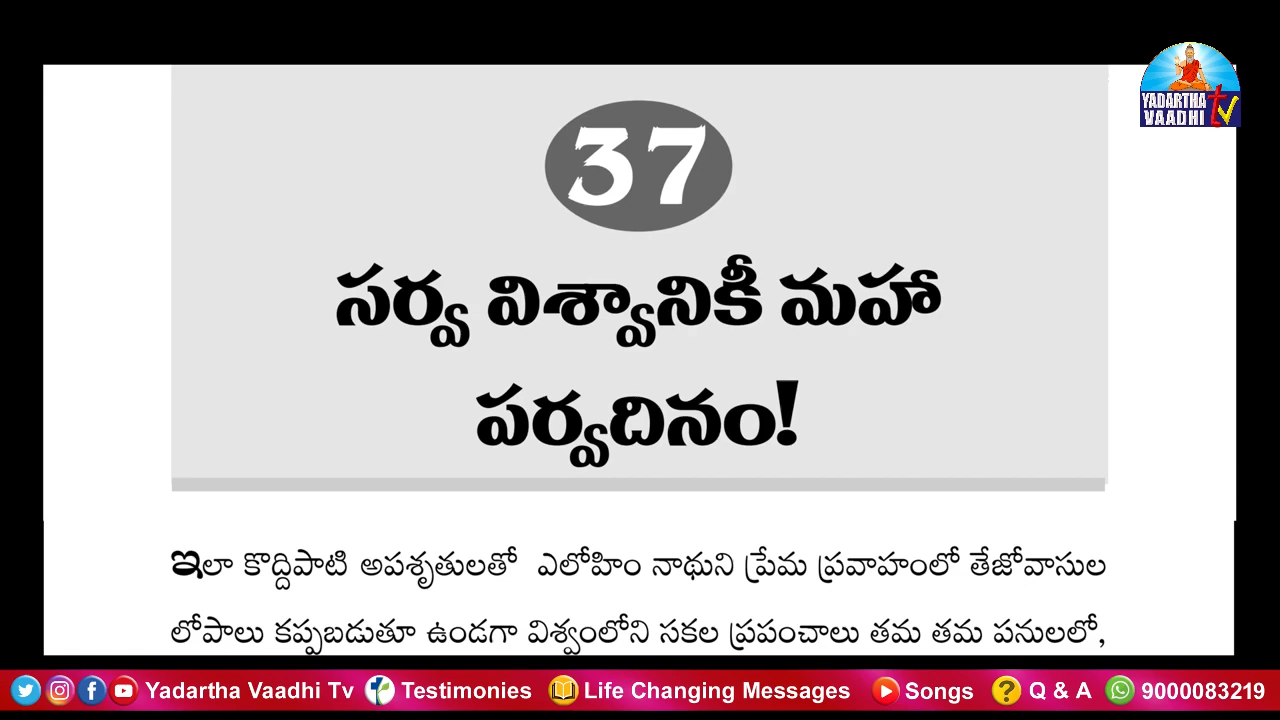 YADARTHA
VAADHI tv
37
సర్వ విశ్వానికీ మహా
పర్వదినం!
ఇలా కొద్దిపాటి అపశృతులతో ఎలోహిం నాథుని ప్రేమ ప్రవాహంలో తేజోవాసుల
లోపాలు కప్పబడుతూ ఉండగా విశ్వంలోని సకల ప్రపంచాలు తమ తమ పనులలో,
Yadartha Vaadhi Tv Testimonies Life Changing Messages Songs Q & A 9000083219